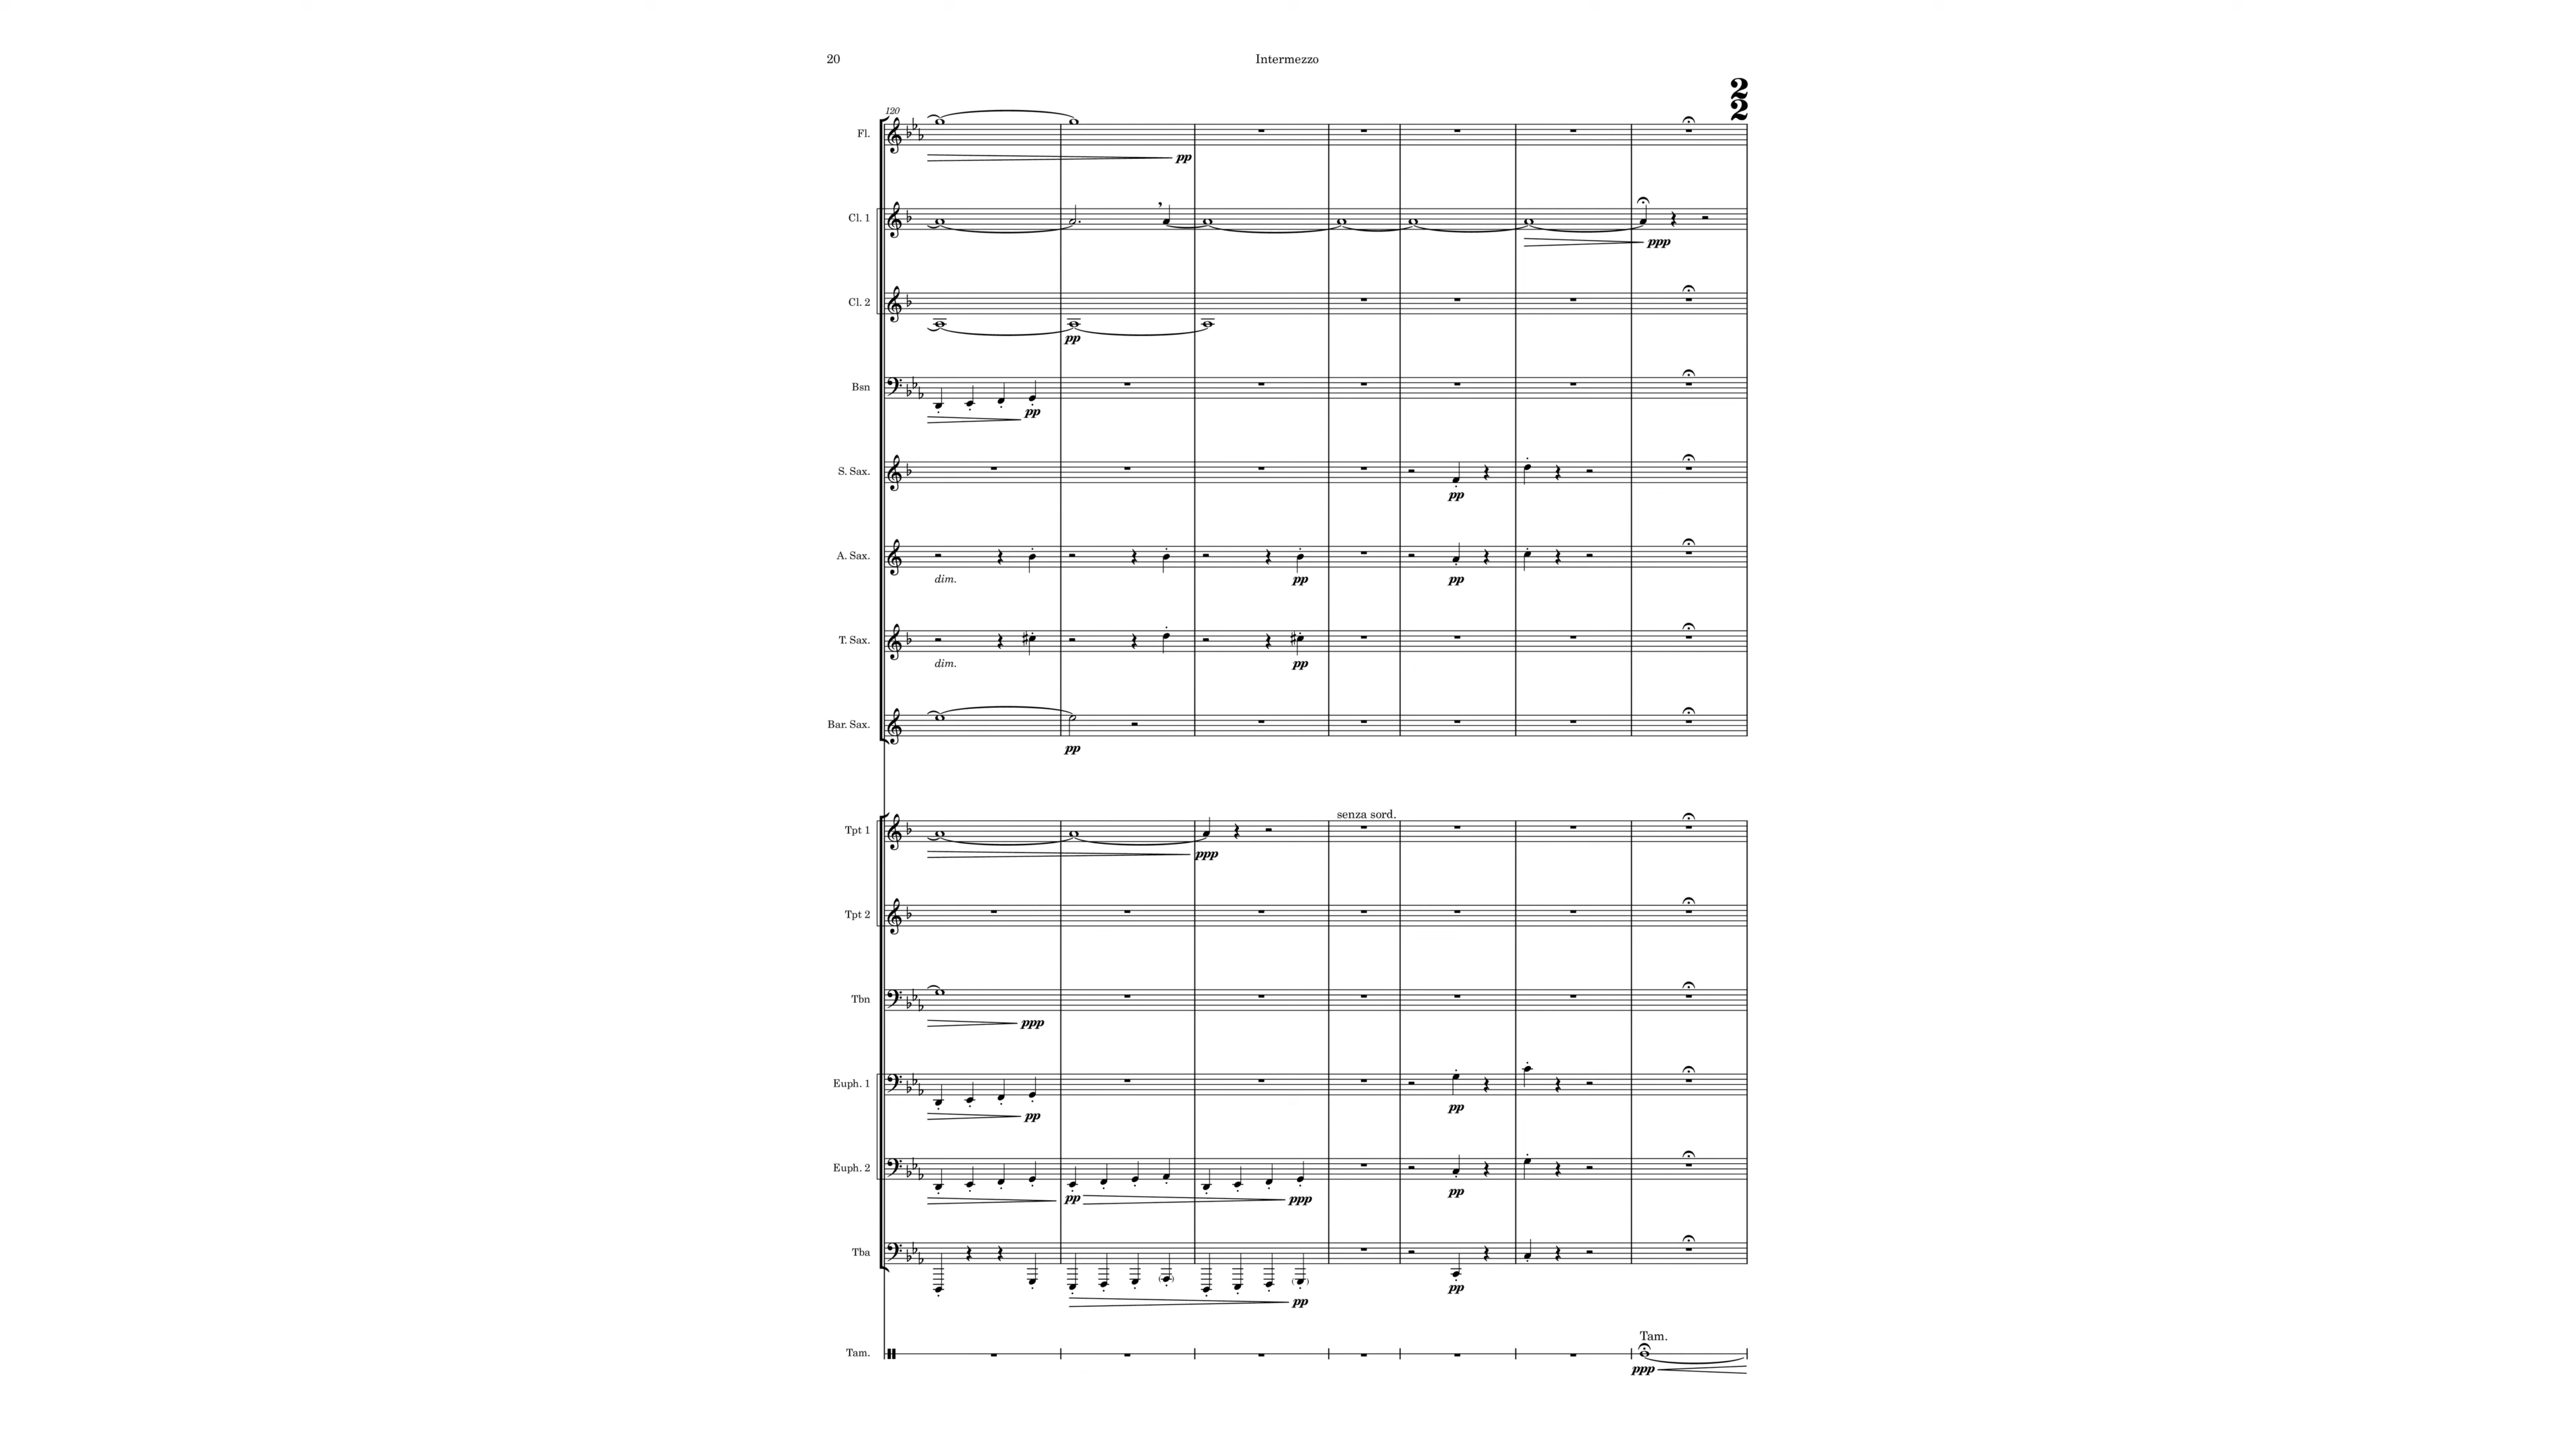 20 Intermezzo
2
2
120
Fl.
pp
Cl. 1
ppp
Cl. 2
pp
Bsn
pp
S. Sax.
pp
A. Sax.
dim. pp pp
T. Sax.
dim. pp
Bar. Sax.
pp
senza sord.
Tpt 1
ppp
Tpt 2
Tbn
ppp
Euph. 1
pp pp
Euph. 2
pp ppp pp
Tba
pp pp
Tam.
Tam.
ppp